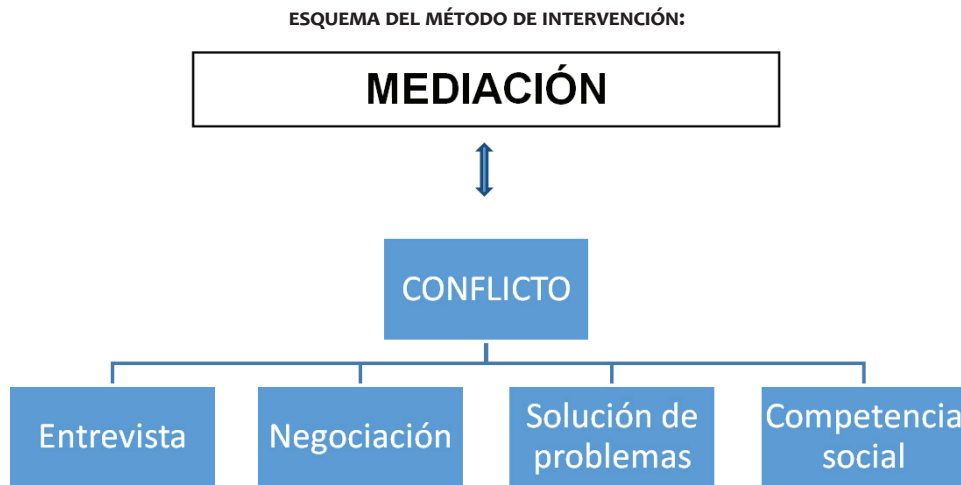 ESQUEMA DEL MÉTODO DE INTERVENCIÓN:
MEDIACIÓN
CONFLICTO
Entrevista
Negociación
Solución de
problemas
Competencia
social